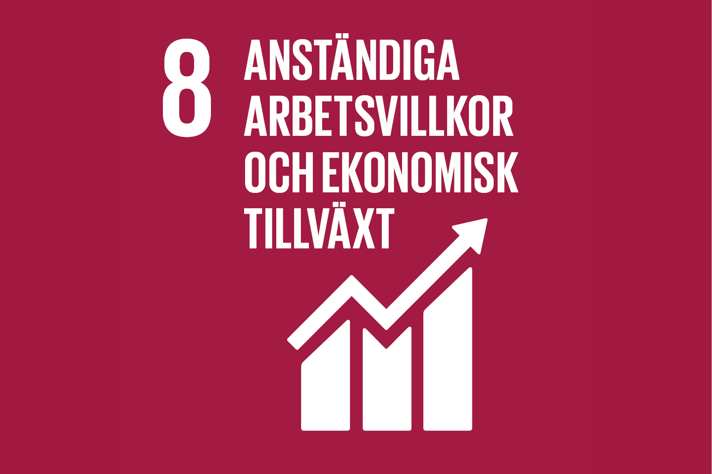 8
ANSTÄNDIGA
ARBETSVILLKOR
OCH EKONOMISK
TILLVÄXT